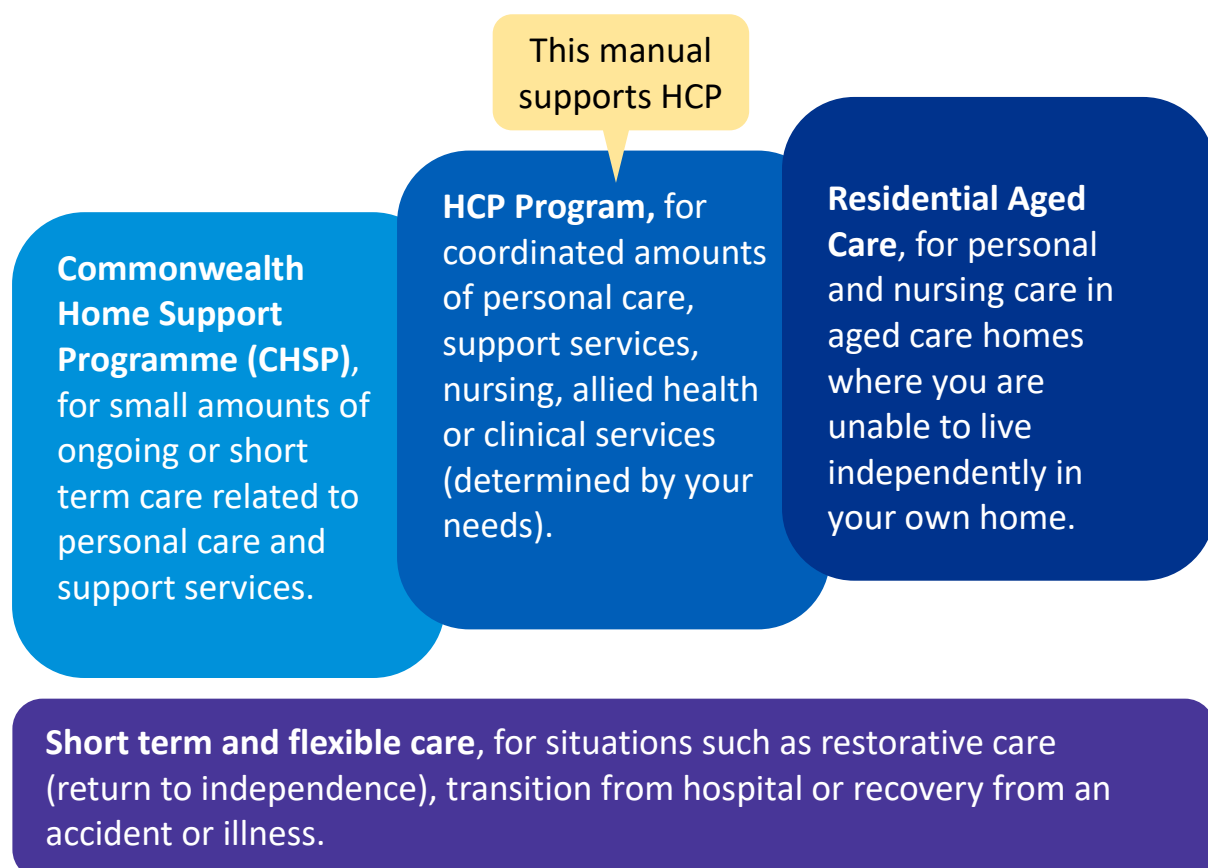 This manual
supports HCP
Commonwealth
Home Support
Programme (CHSP),
for small amounts of
ongoing or short
term care related to
personal care and
support services.
HCP Program, for
coordinated amounts
of personal care,
support services,
nursing, allied health
or clinical services
(determined by your
needs).
Residential Aged
Care, for personal
and nursing care in
aged care homes
where you are
unable to live
independently in
your own home.
Short term and flexible care, for situations such as restorative care
(return to independence), transition from hospital or recovery from an
accident or illness.